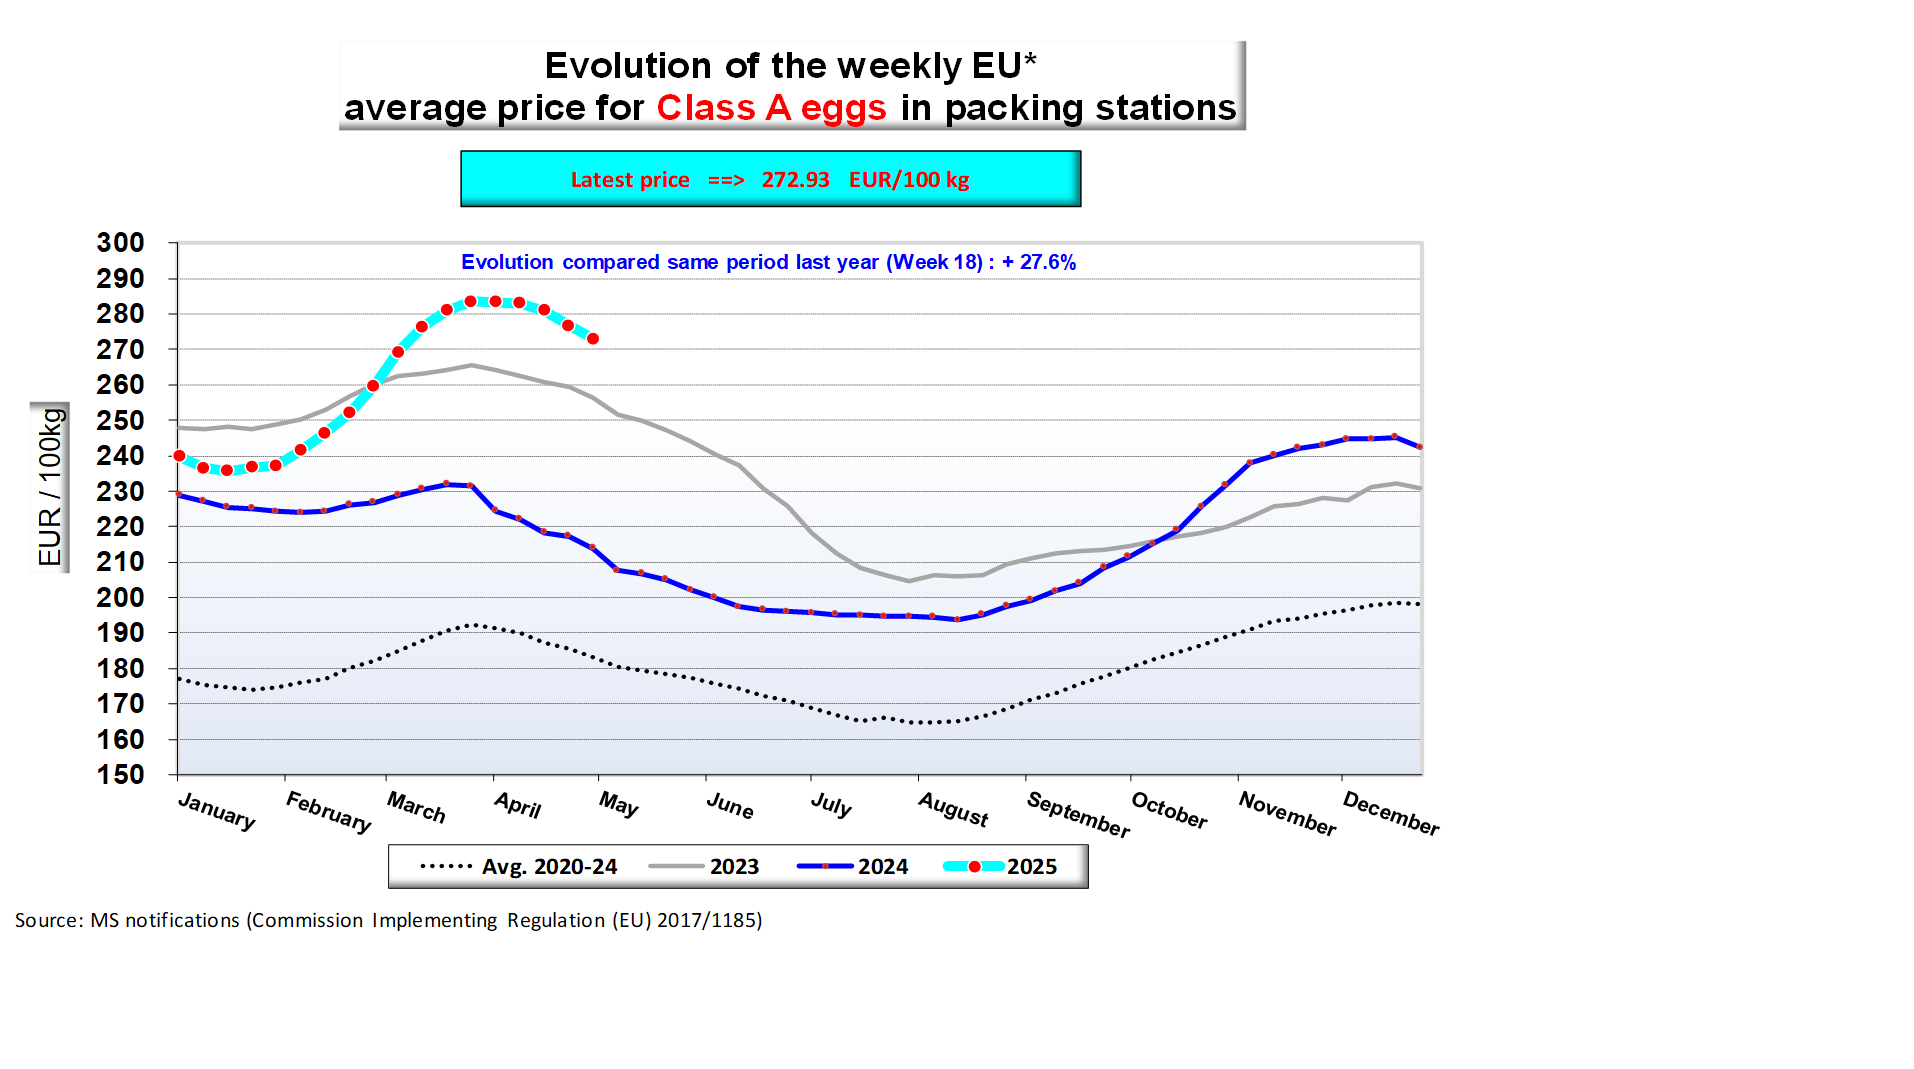 Evolution of the weekly EU*
average price for Class A eggs in packing stations
Latest price ==> 272.93 EUR/100 kg
Evolution compared same period last year (Week 18) : + 27.6%
300
290
280
270
260
250
240
230
220
210
200
190
180
170
160
150
EUR / 100kg
January February March April May June July August September October November December
Avg. 2020-24 2023 2024 2025
Source: MS notifications (Commission Implementing Regulation (EU) 2017/1185)